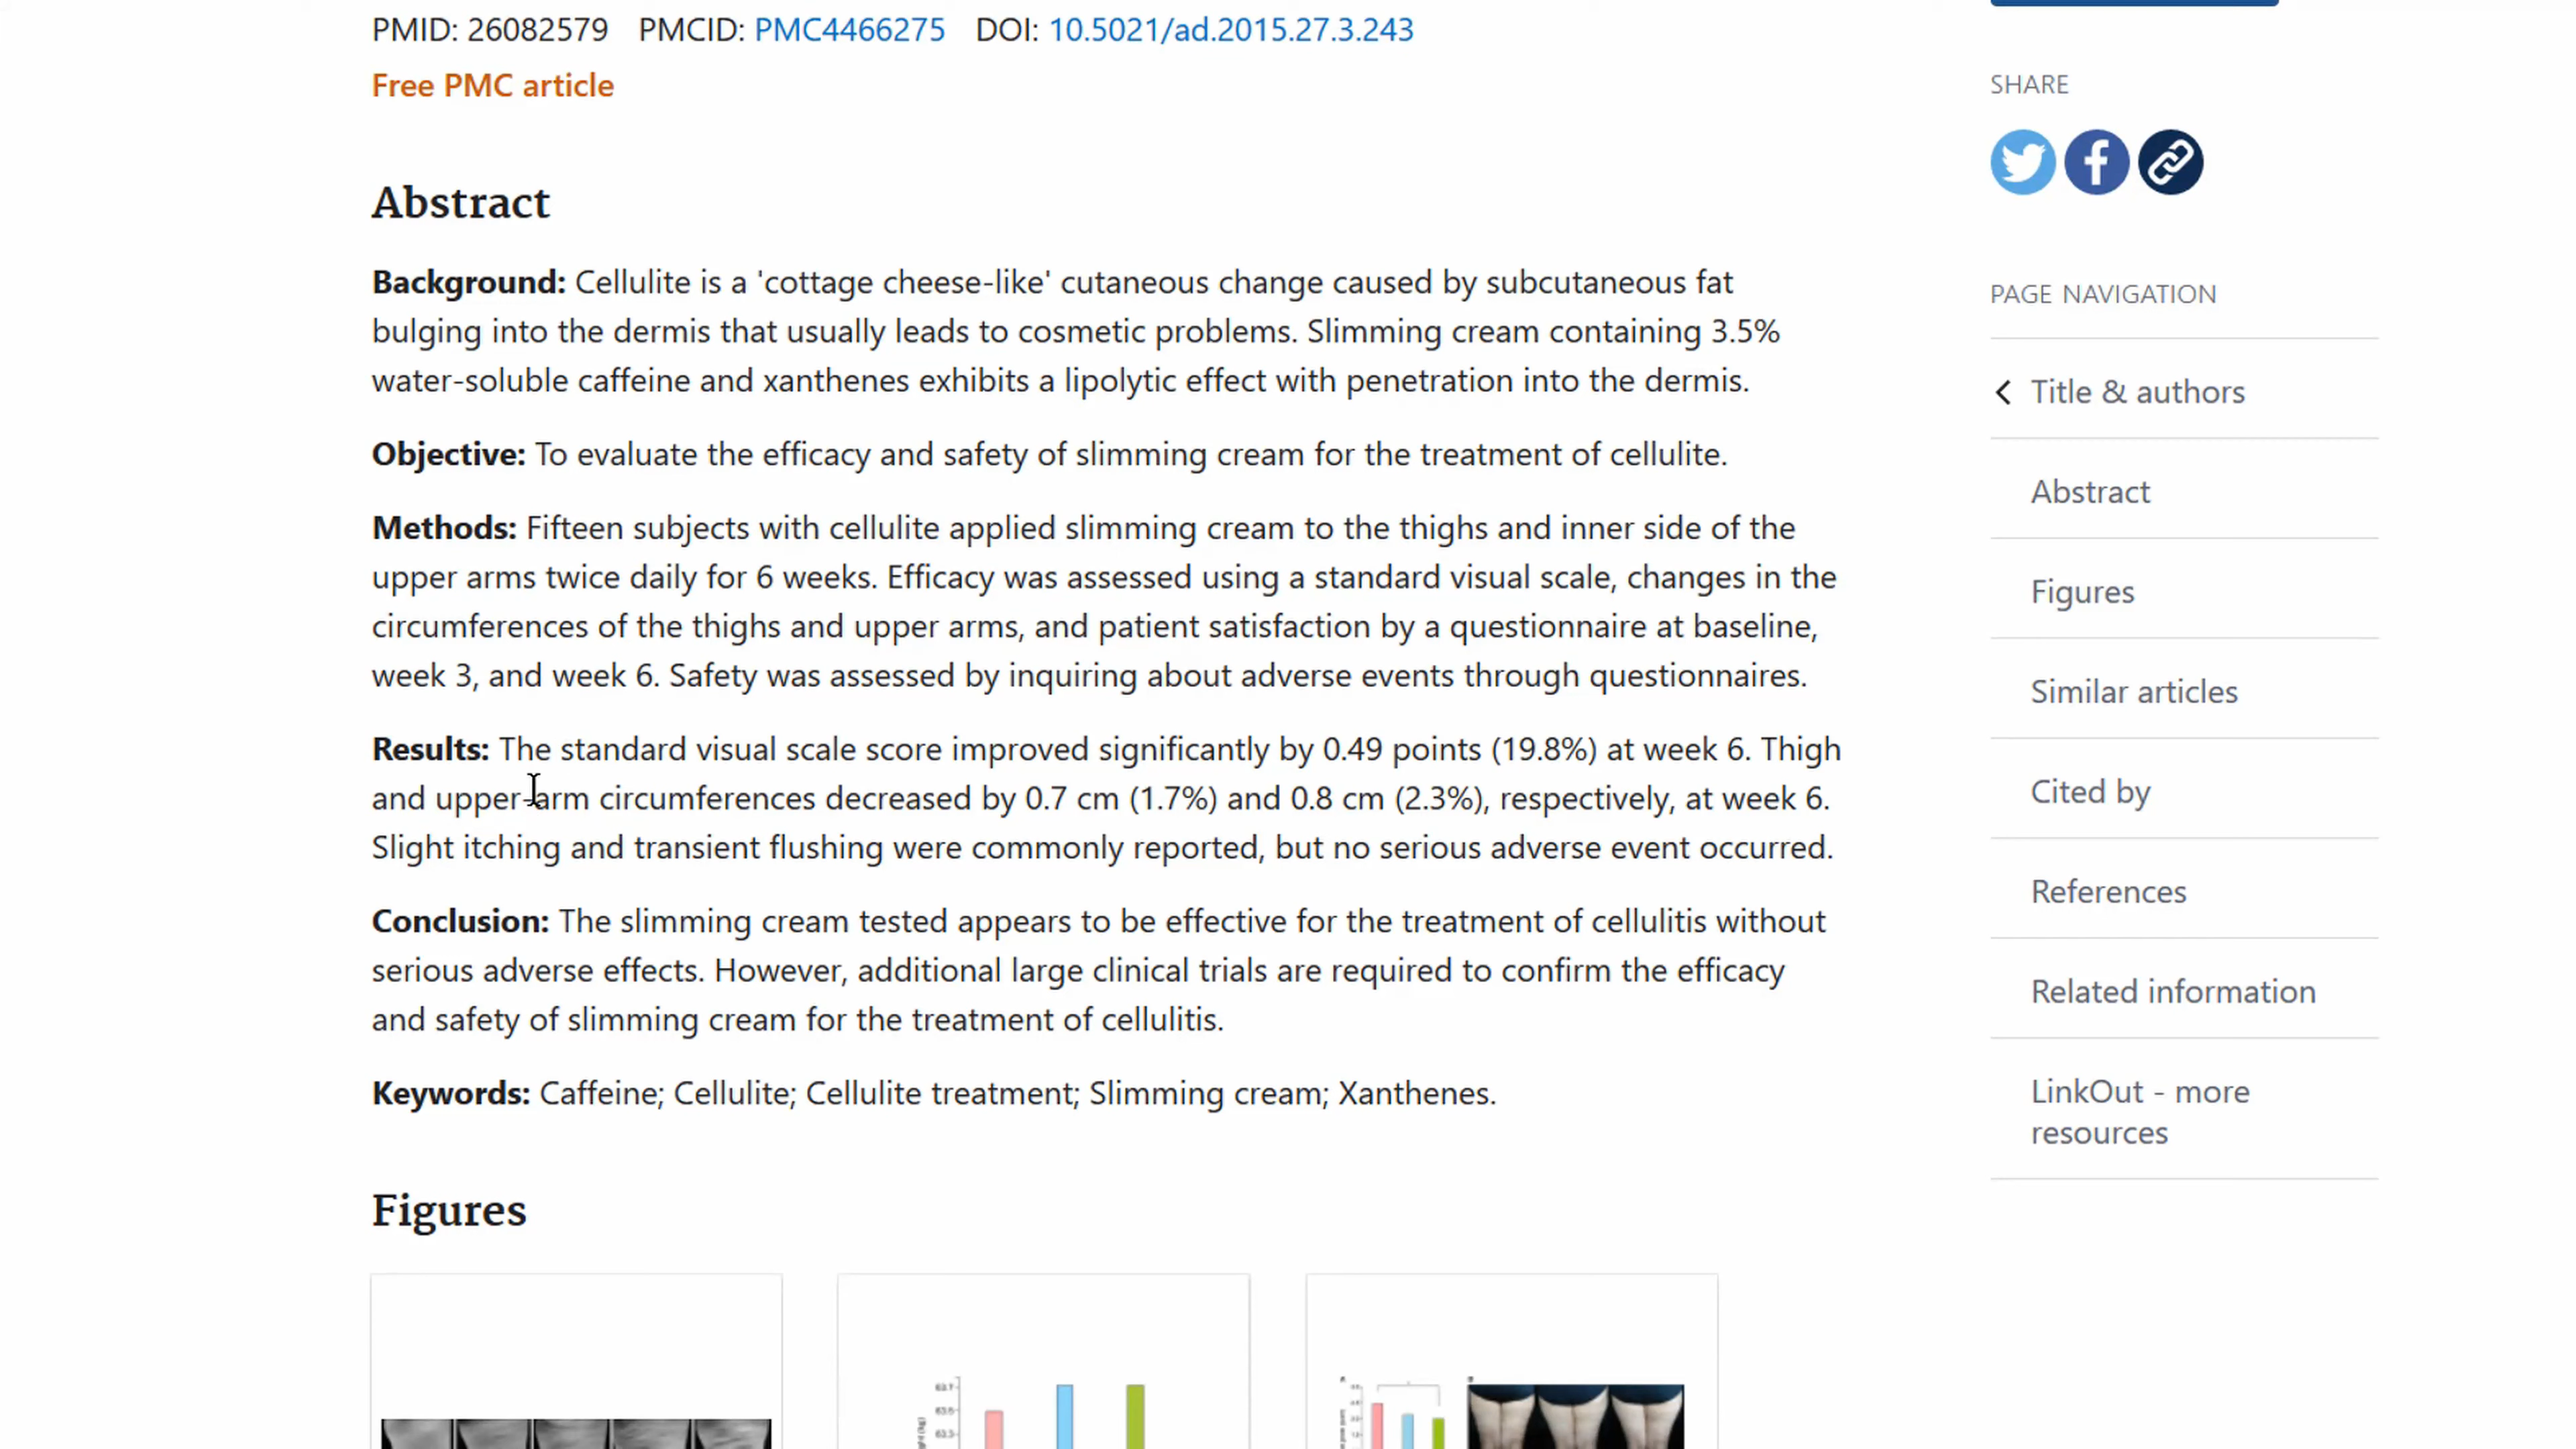 PMID: 26082579 PMCID: PMC4466275 DOI: 10.5021/ad.2015.27.3.243
Free PMC article
Abstract
Background: Cellulite is a 'cottage cheese-like' cutaneous change caused by subcutaneous fat
bulging into the dermis that usually leads to cosmetic problems. Slimming cream containing 3.5%
water-soluble caffeine and xanthenes exhibits a lipolytic effect with penetration into the dermis.
Objective: To evaluate the efficacy and safety of slimming cream for the treatment of cellulite.
Methods: Fifteen subjects with cellulite applied slimming cream to the thighs and inner side of the
upper arms twice daily for 6 weeks. Efficacy was assessed using a standard visual scale, changes in the
circumferences of the thighs and upper arms, and patient satisfaction by a questionnaire at baseline,
week 3, and week 6. Safety was assessed by inquiring about adverse events through questionnaires.
Results: The standard visual scale score improved significantly by 0.49 points (19.8%) at week 6. Thigh
and upper-arm circumferences decreased by 0.7 cm (1.7%) and 0.8 cm (2.3%), respectively, at week 6.
Slight itching and transient flushing were commonly reported, but no serious adverse event occurred.
Conclusion: The slimming cream tested appears to be effective for the treatment of cellulitis without
serious adverse effects. However, additional large clinical trials are required to confirm the efficacy
and safety of slimming cream for the treatment of cellulitis.
Keywords: Caffeine; Cellulite; Cellulite treatment; Slimming cream; Xanthenes.
Figures
SHARE
PAGE NAVIGATION
Title & authors
Abstract
Figures
Similar articles
Cited by
References
Related information
LinkOut - more
resources